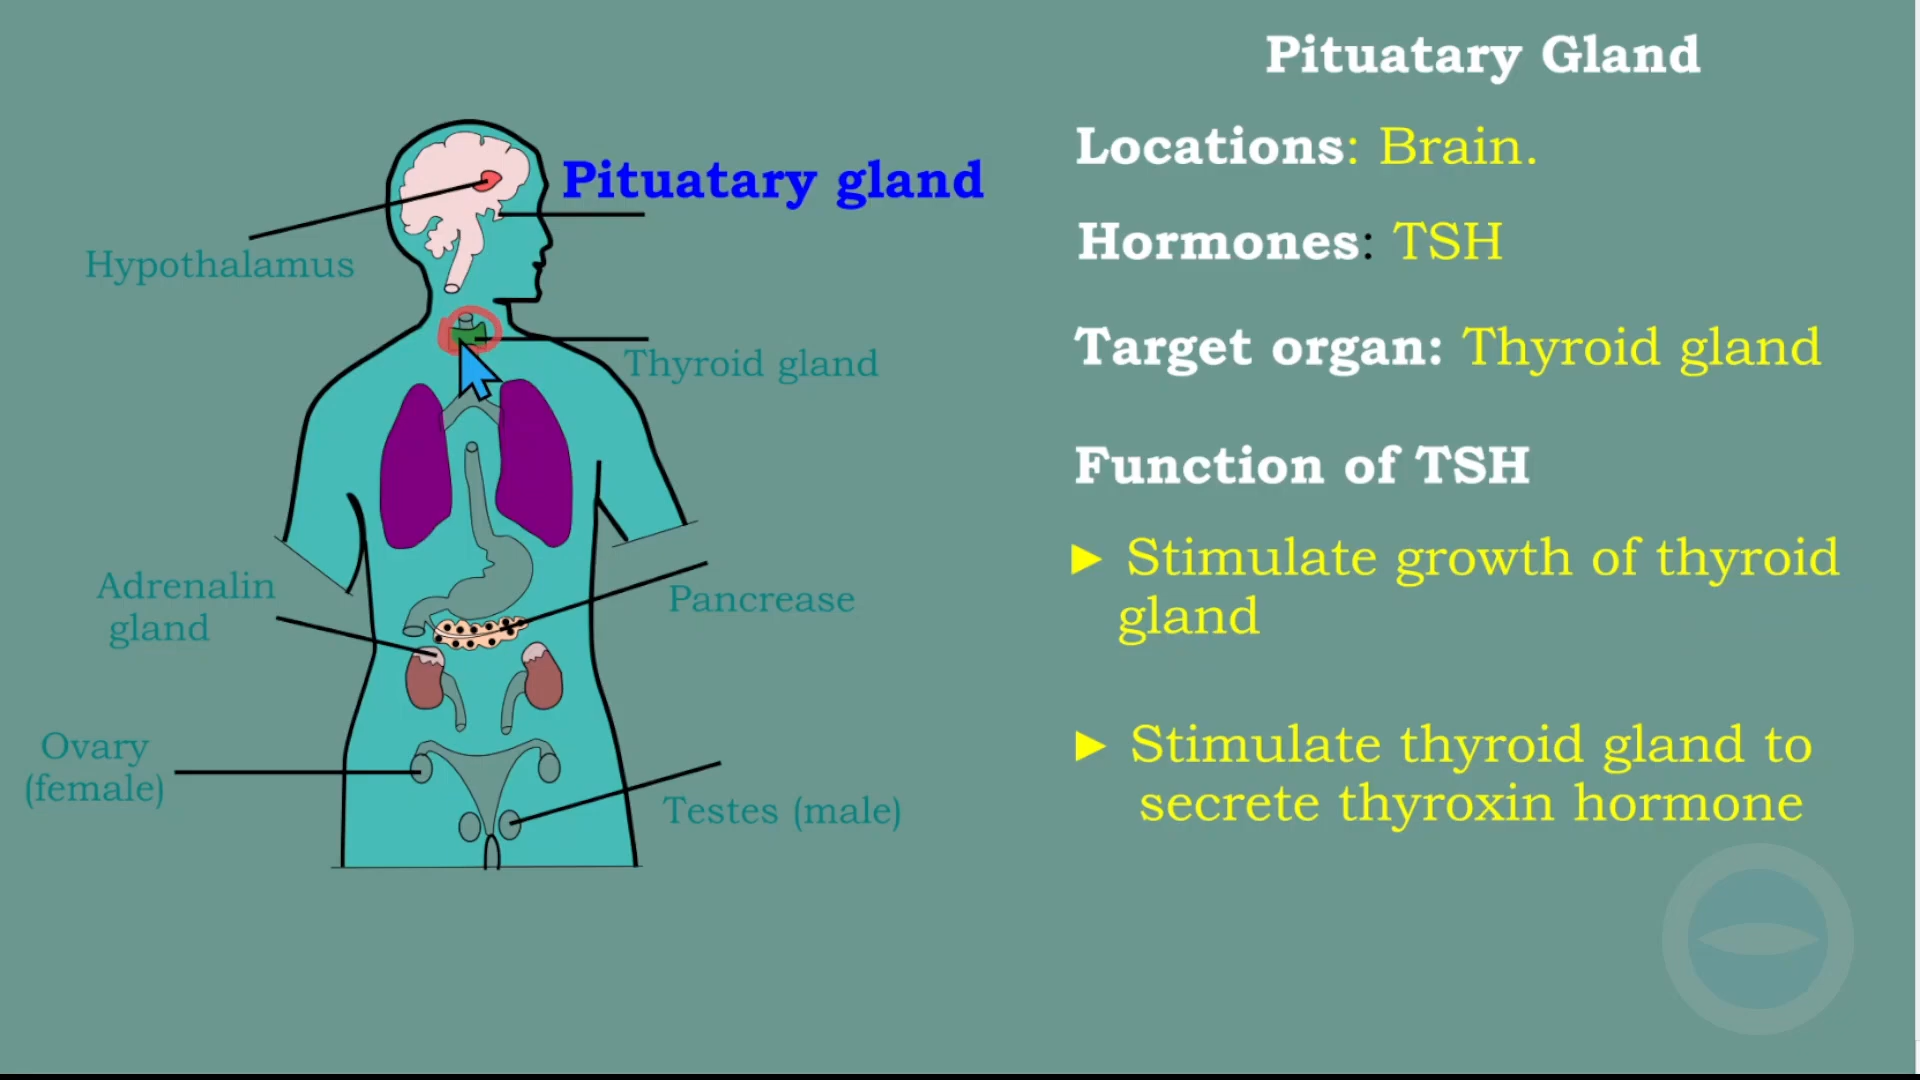 Pituatary Gland
Locations: Brain.
Hormones: TSH
Target organ: Thyroid gland
Function of TSH
► Stimulate growth of thyroid
gland
► Stimulate thyroid gland to
secrete thyroxin hormone
Pituatary gland
Hypothalamus
Thyroid gland
Adrenalin
gland
Pancrease
Ovary
(female)
Testes (male)